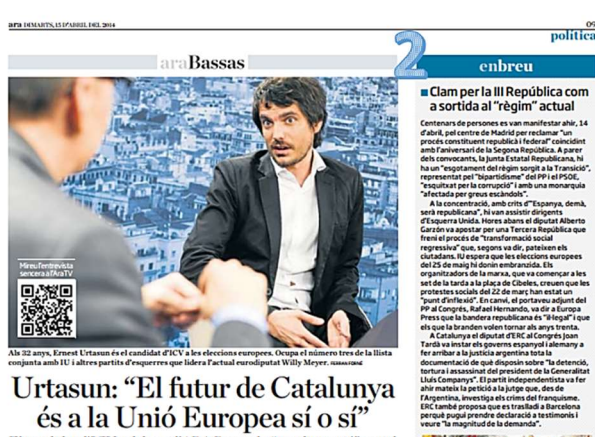 ara DIMARTS, 15 D'ABRIL DEL 2014
09
política
araBassas
2
enbreu
Clam per la III República com
a sortida al “règim” actual
Centenars de persones es van manifestar ahir, 14
d'abril, pel centre de Madrid per reclamar “un
procés constituent republicà i federal” coincidint
amb l'aniversari de la Segona República. A parer
dels convocants, la Junta Estatal Republicana, hi
ha un “esgotament del règim sorgit a la Transició”,
representat pel “bipartidisme” del PP i el PSOE,
“esquitxat per la corrupció” i amb una monarquia
“afectada per greus escàndols”.
A la concentració, amb crits d'“Espanya, demà,
serà republicana”, hi van assistir dirigents
d'Esquerra Unida. Hores abans el diputat Alberto
Garzón va apostar per una Tercera República que
freni el procés de “transformació social
regressiva” que, segons va dir, pateixen els
ciutadans. IU espera que les eleccions europees
del 25 de maig hi donin embranzida. Els
organitzadors de la marxa, que va començar a les
set de la tarda a la plaça de Cibeles, creuen que les
protestes socials del 22 de març han estat un
“punt d'inflexió”. En canvi, el portaveu adjunt del
PP al Congrés, Rafael Hernando, va dir a Europa
Press que la bandera republicana és “il·legal” i que
els que la branden volen tornar als anys trenta.
A Catalunya el diputat d'ERC al Congrés Joan
Tardà va instar els governs espanyol i alemany a
fer arribar a la justícia argentina tota la
documentació de què disposin sobre “la detenció,
tortura i assassinat del president de la Generalitat
Lluís Companys”. El partit independentista va fer
ahir mateix la petició a la jutge que, des de
l'Argentina, investiga els crims del franquisme.
ERC també proposa que es traslladi a Barcelona
perquè pugui prendre declaració a testimonis i
veure “la magnitud de la demanda”.
Mireu l'entrevista
sencera a l'AraTV
Als 32 anys, Ernest Urtasun és el candidat d'ICV a les eleccions europees. Ocupa el número tres de la llista
conjunta amb IU i altres partits d'esquerres que lidera l'actual eurodiputat Willy Meyer.
Urtasun: “El futur de Catalunya
és a la Unió Europea sí o sí”